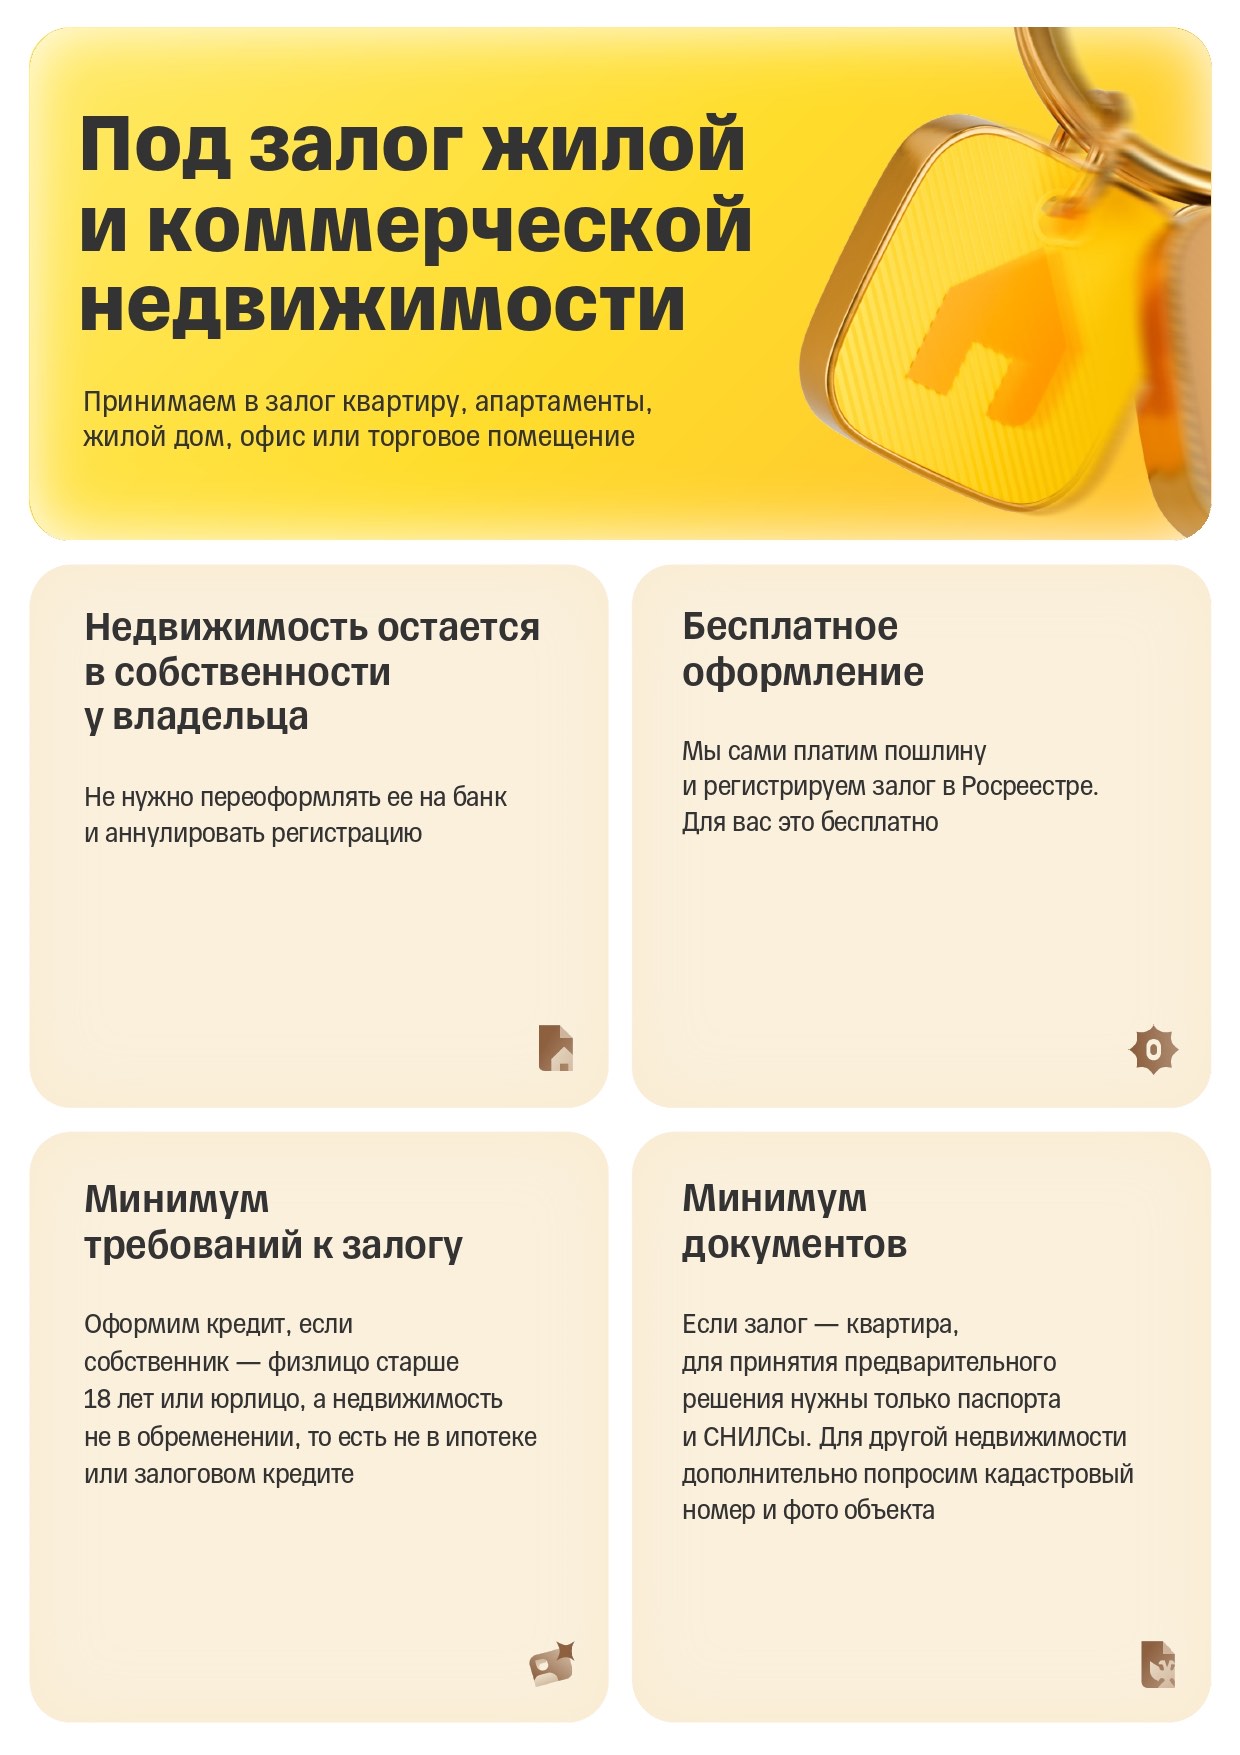 Под залог жилой
и коммерческой
недвижимости
Принимаем в залог квартиру, апартаменты,
жилой дом, офис или торговое помещение
Недвижимость остается
в собственности
у владельца
Не нужно переоформлять ее на банк
и аннулировать регистрацию
Бесплатное
оформление
Мы сами платим пошлину
и регистрируем залог в Росреестре.
Для вас это бесплатно
0
Минимум
требований к залогу
Оформим кредит, если
собственник — физлицо старше
18 лет или юрлицо, а недвижимость
не в обременении, то есть не в ипотеке
или залоговом кредите
Минимум
документов
Если залог — квартира,
для принятия предварительного
решения нужны только паспорта
и СНИЛСы. Для другой недвижимости
дополнительно попросим кадастровый
номер и фото объекта